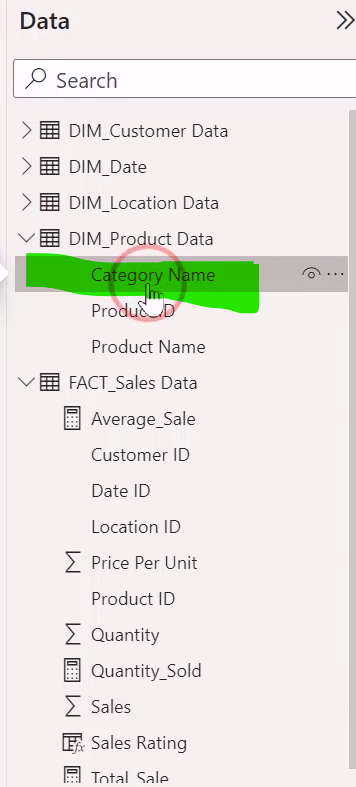 Data
Search
DIM_Customer Data
DIM_Date
DIM_Location Data
DIM_Product Data
Category Name
Product ID
Product Name
FACT_Sales Data
Average_Sale
Customer ID
Date ID
Location ID
Price Per Unit
Product ID
Quantity
Quantity_Sold
Sales
Sales Rating
Total_Sale